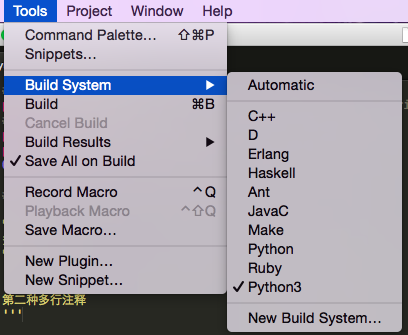 Tools Project Window Help
Command Palette... ⇧⌘P
Snippets...
Build System ▶
Build ⌘B
Cancel Build
Build Results ▶
✓ Save All on Build
Record Macro ^Q
Playback Macro ^⇧Q
Save Macro...
New Plugin...
New Snippet...
Automatic
C++
D
Erlang
Haskell
Ant
JavaC
Make
Python
Ruby
✓ Python3
New Build System...
第二种多行注释
'''